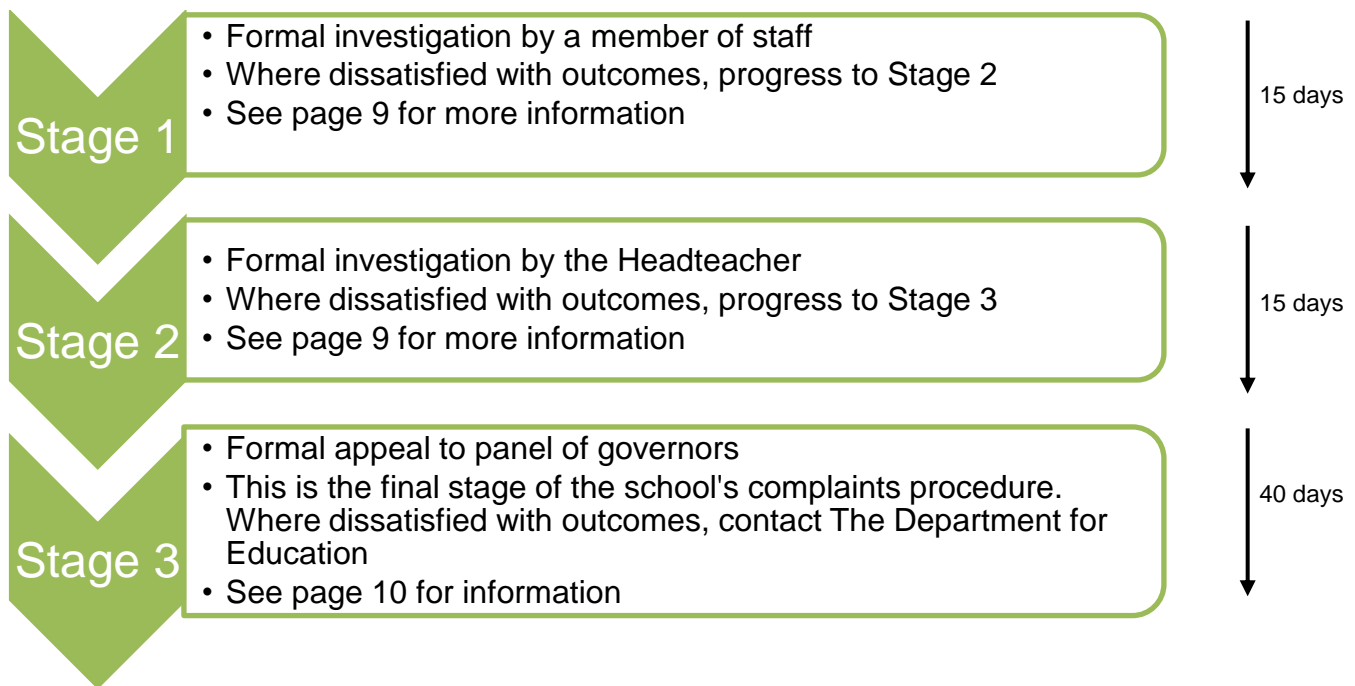 Stage 1
• Formal investigation by a member of staff
• Where dissatisfied with outcomes, progress to Stage 2
• See page 9 for more information
15 days
Stage 2
• Formal investigation by the Headteacher
• Where dissatisfied with outcomes, progress to Stage 3
• See page 9 for more information
15 days
Stage 3
• Formal appeal to panel of governors
• This is the final stage of the school's complaints procedure.
Where dissatisfied with outcomes, contact The Department for
Education
• See page 10 for information
40 days